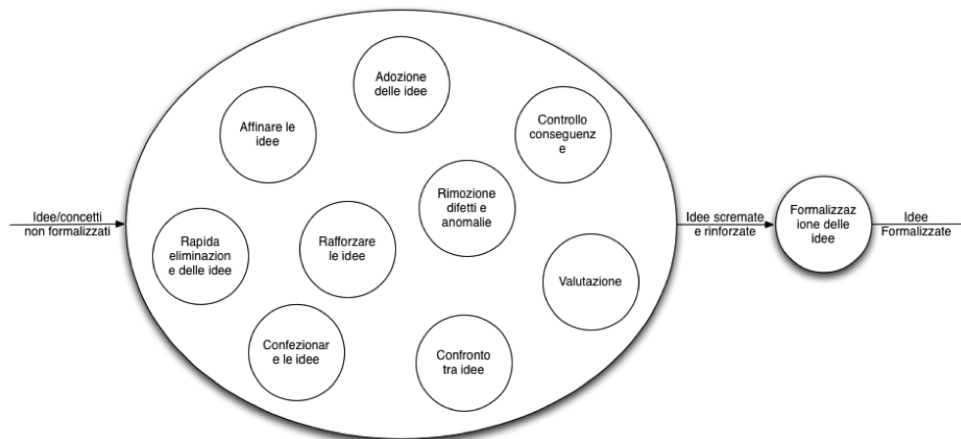 Adozione
delle idee
Affinare le
idee
Controllo
conseguenz
e
Rimozione
difetti e
anomalie
Idee/concetti
non formalizzati
Rapida
eliminazion
e delle idee
Rafforzare
le idee
Valutazione
Confezionar
e le idee
Confronto
tra idee
Idee scremate
e rinforzate
Formalizzaz
ione delle
idee
Idee
Formalizzate